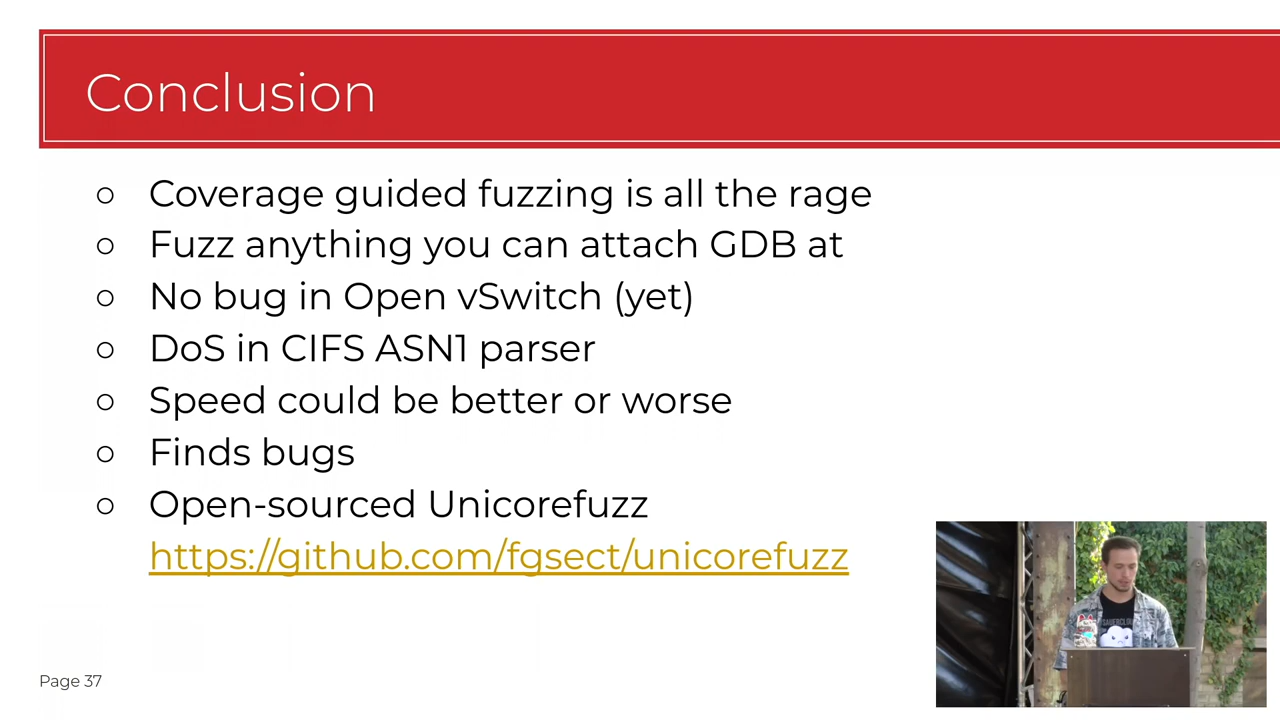 Conclusion
Coverage guided fuzzing is all the rage
Fuzz anything you can attach GDB at
No bug in Open vSwitch (yet)
DoS in CIFS ASN1 parser
Speed could be better or worse
Finds bugs
Open-sourced Unicorefuzz
https://github.com/fgsect/unicorefuzz
Page 37